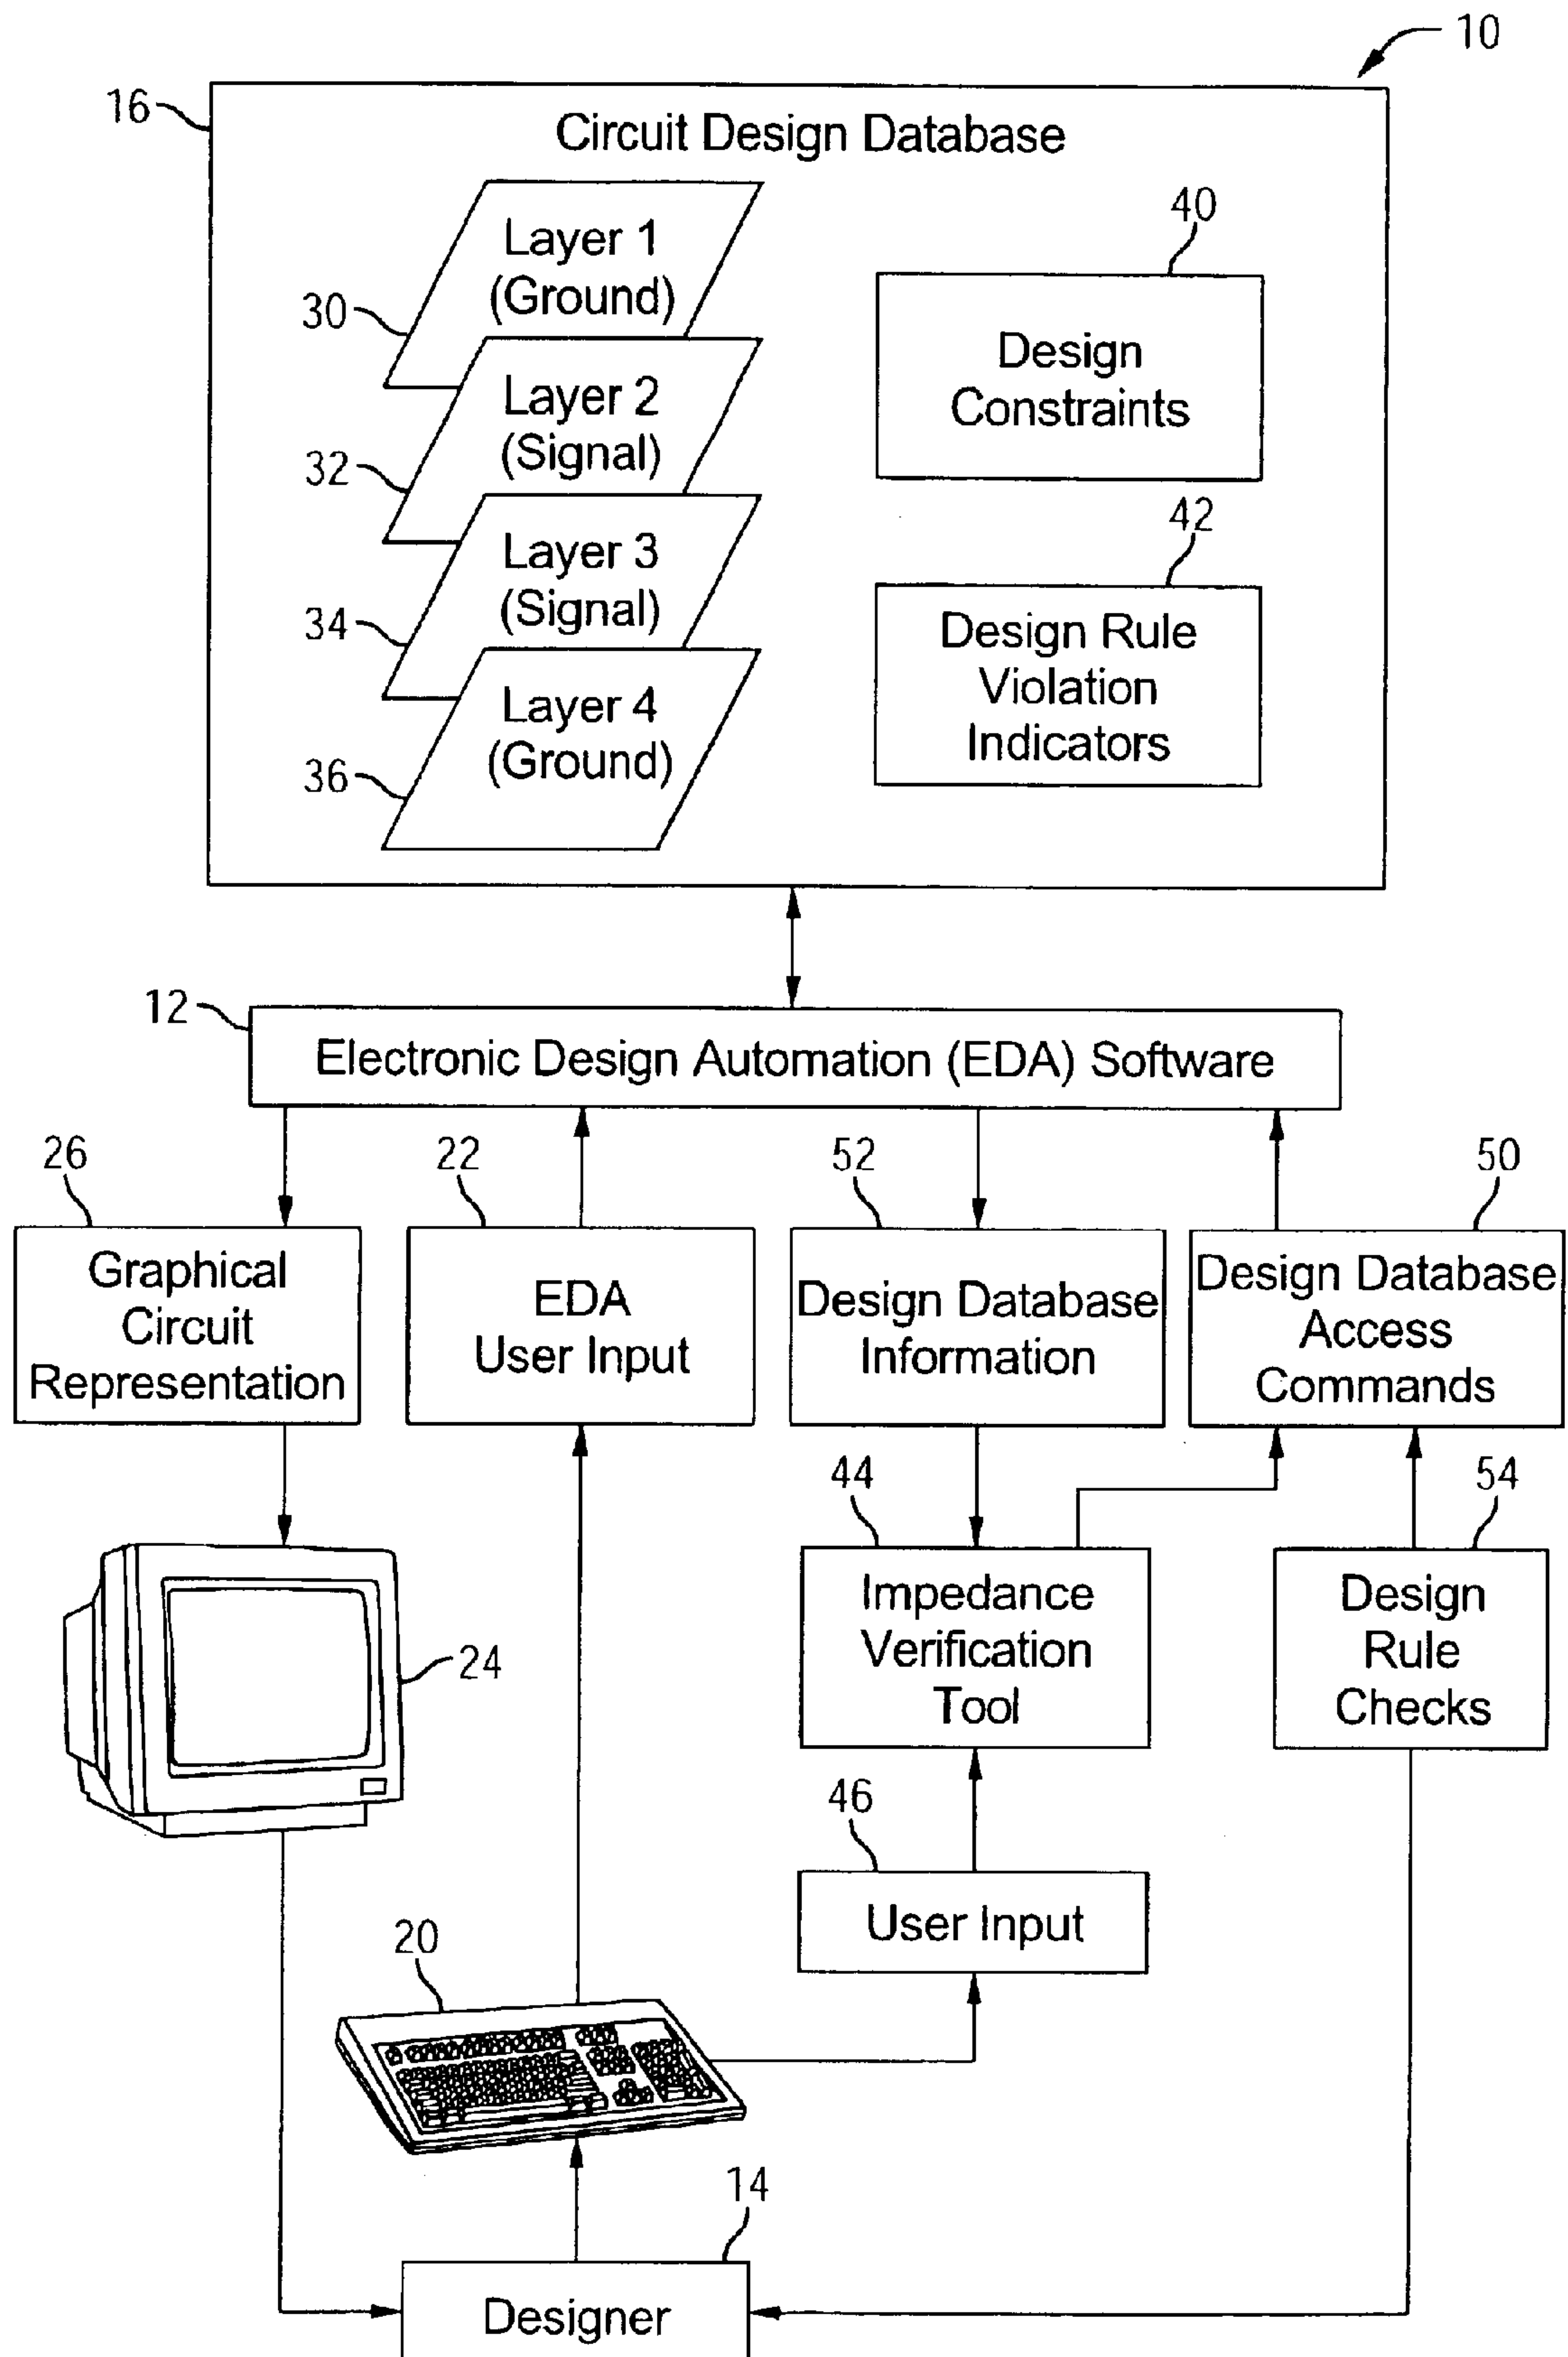 10
16
Circuit Design Database
Layer 1
(Ground)
30
Layer 2
(Signal)
32
Layer 3
(Signal)
34
Layer 4
(Ground)
36
40
Design
Constraints
42
Design Rule
Violation
Indicators
12
Electronic Design Automation (EDA) Software
26
Graphical
Circuit
Representation
22
EDA
User Input
52
Design Database
Information
50
Design Database
Access
Commands
24
44
Impedance
Verification
Tool
54
Design
Rule
Checks
46
User Input
20
14
Designer